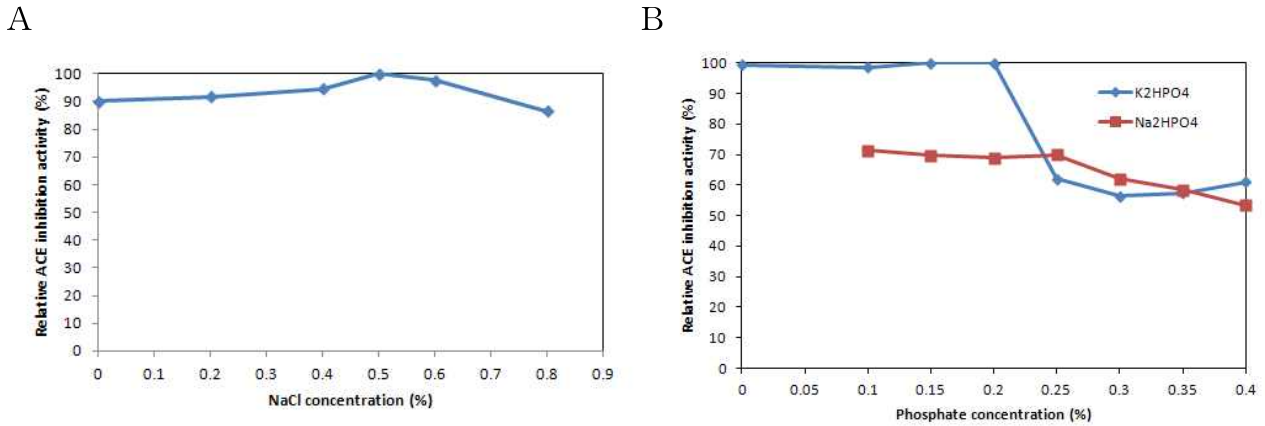 A
Relative ACE inhibition activity (%)
100
90
80
70
60
50
40
30
20
10
0
0 0.1 0.2 0.3 0.4 0.5 0.6 0.7 0.8 0.9
NaCl concentration (%)
B
Relative ACE inhibition activity (%)
100
90
80
70
60
50
40
30
20
10
0
K2HPO4
Na2HPO4
0 0.05 0.1 0.15 0.2 0.25 0.3 0.35 0.4
Phosphate concentration (%)